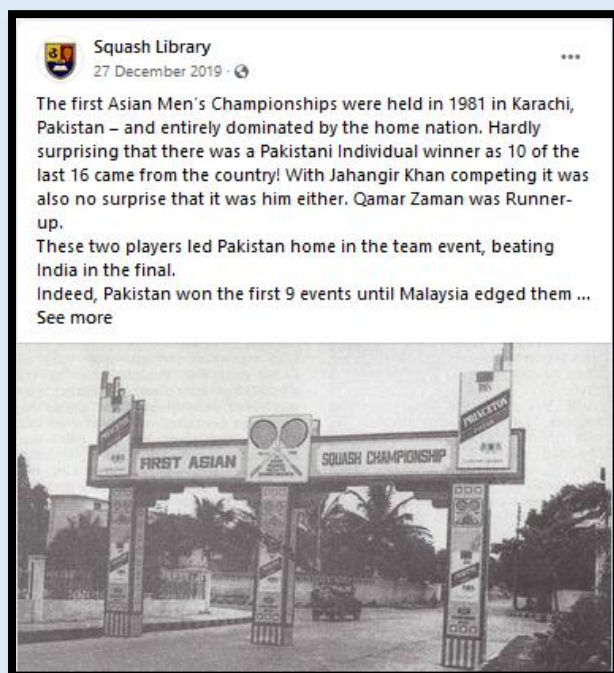 Squash Library
27 December 2019 ·
The first Asian Men's Championships were held in 1981 in Karachi,
Pakistan – and entirely dominated by the home nation. Hardly
surprising that there was a Pakistani Individual winner as 10 of the
last 16 came from the country! With Jahangir Khan competing it was
also no surprise that it was him either. Qamar Zaman was Runner-
up.
These two players led Pakistan home in the team event, beating
India in the final.
Indeed, Pakistan won the first 9 events until Malaysia edged them ...
See more
PRINCETON
PRINCETON
FIRST ASIAN
SQUASH CHAMPIONSHIP